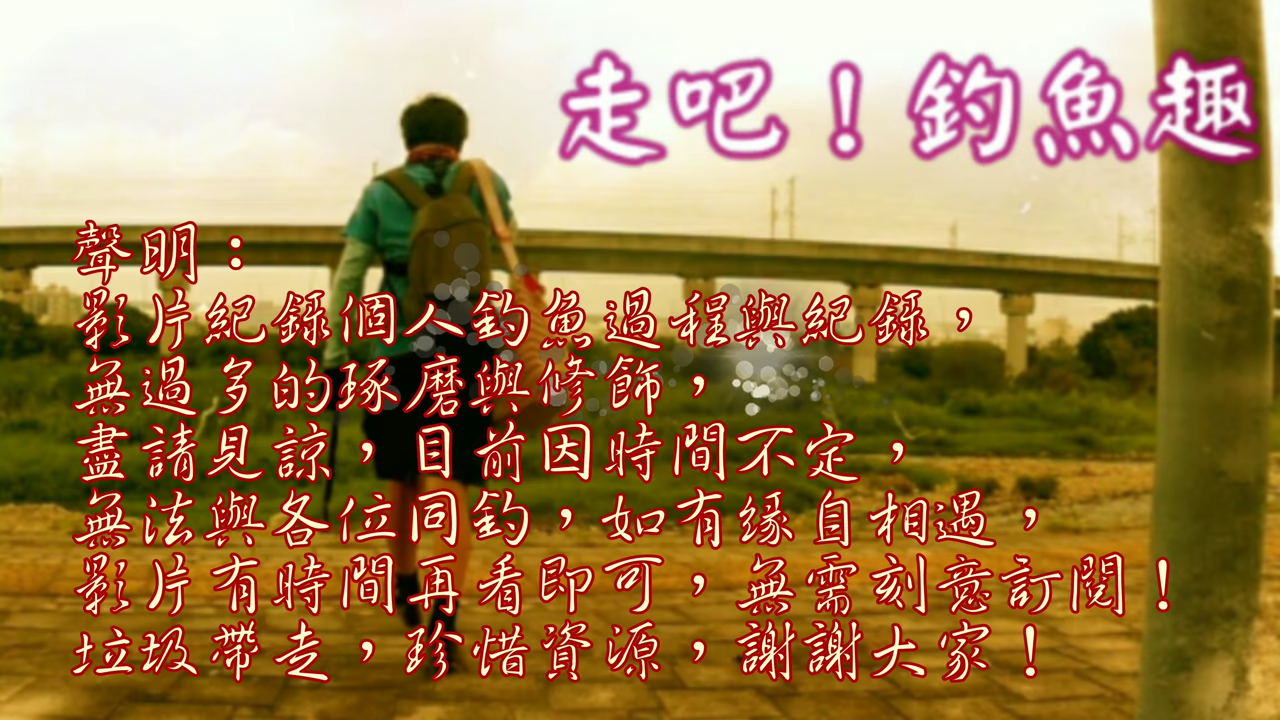 走吧！釣魚趣
聲明：
影片紀錄個人釣魚過程與紀錄，
無過多的琢磨與修飾，
盡請見諒，目前因時間不定，
無法與各位同釣，如有緣自相遇，
影片有時間再看即可，無需刻意訂閱！
垃圾帶走，珍惜資源，謝謝大家！